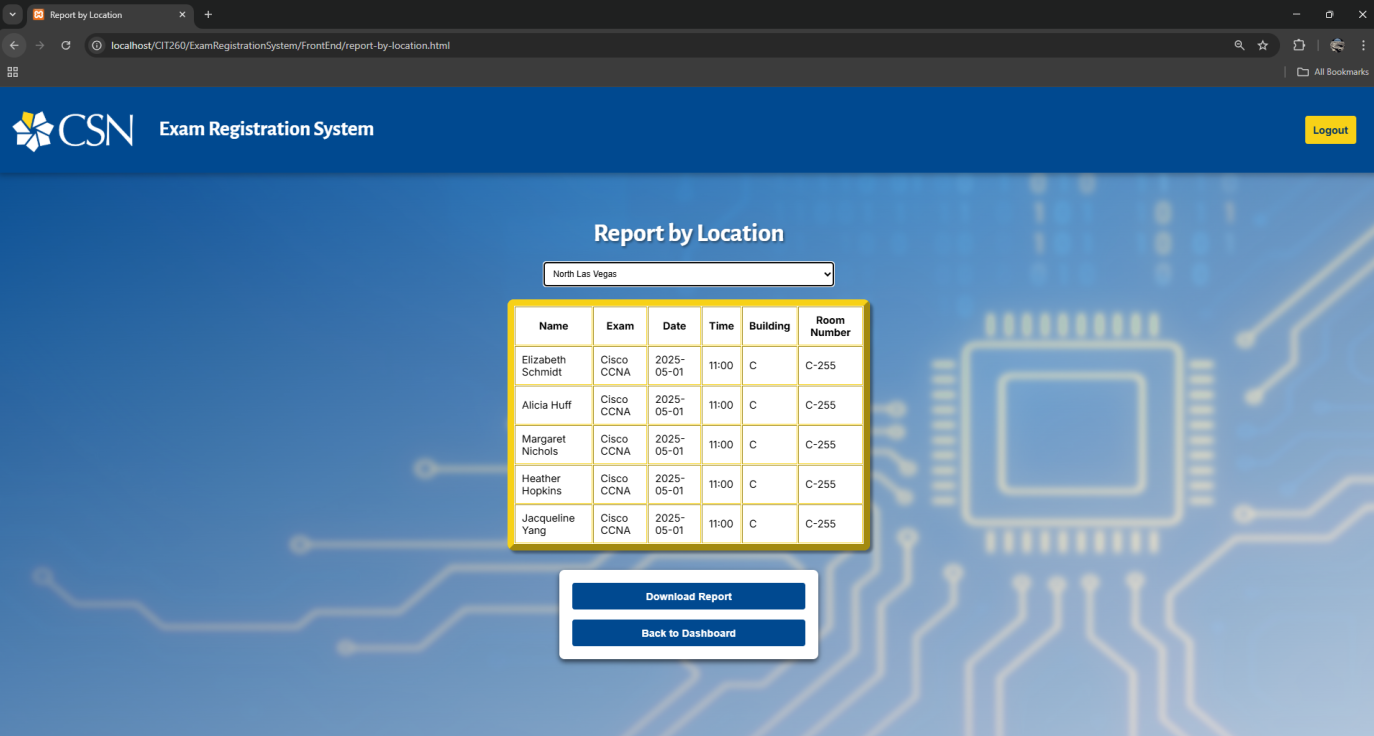 Report by Location
localhost/CIT260/ExamRegistrationSystem/FrontEnd/report-by-location.html
All Bookmarks
CSN
Exam Registration System
Logout
Report by Location
North Las Vegas
Name Exam Date Time Building Room
Number
Elizabeth
Schmidt Cisco
CCNA 2025-
05-01 11:00 C C-255
Alicia Huff Cisco
CCNA 2025-
05-01 11:00 C C-255
Margaret
Nichols Cisco
CCNA 2025-
05-01 11:00 C C-255
Heather
Hopkins Cisco
CCNA 2025-
05-01 11:00 C C-255
Jacqueline
Yang Cisco
CCNA 2025-
05-01 11:00 C C-255
Download Report
Back to Dashboard